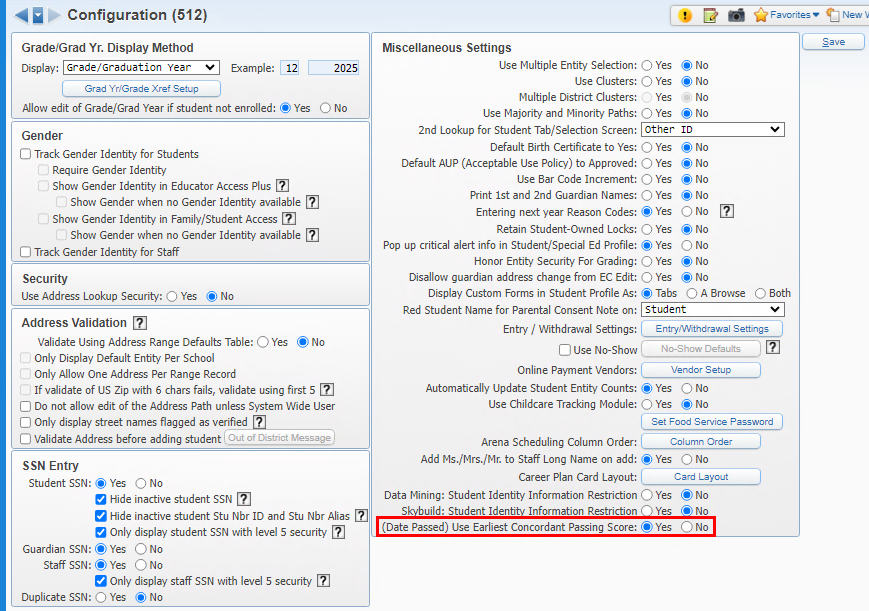 Configuration (512)
Favorites
New W
Grade/Grad Yr. Display Method
Display: Grade/Graduation Year Example: 12 2025
Grad Yr/Grade Xref Setup
Allow edit of Grade/Grad Year if student not enrolled: Yes No
Gender
Track Gender Identity for Students
Require Gender Identity
Show Gender Identity in Educator Access Plus ?
Show Gender when no Gender Identity available ?
Show Gender Identity in Family/Student Access ?
Show Gender when no Gender Identity available ?
Track Gender Identity for Staff
Security
Use Address Lookup Security: Yes No
Address Validation ?
Validate Using Address Range Defaults Table: Yes No
Only Display Default Entity Per School
Only Allow One Address Per Range Record
If validate of US Zip with 6 chars fails, validate using first 5 ?
Do not allow edit of the Address Path unless System Wide User
Only display street names flagged as verified ?
Validate Address before adding student Out of District Message
SSN Entry
Student SSN: Yes No
Hide inactive student SSN ?
Hide inactive student Stu Nbr ID and Stu Nbr Alias ?
Only display student SSN with level 5 security ?
Guardian SSN: Yes No
Staff SSN: Yes No
Only display staff SSN with level 5 security ?
Duplicate SSN: Yes No
Miscellaneous Settings
Use Multiple Entity Selection: Yes No
Use Clusters: Yes No
Multiple District Clusters: Yes No
Use Majority and Minority Paths: Yes No
2nd Lookup for Student Tab/Selection Screen: Other ID
Default Birth Certificate to Yes: Yes No
Default AUP (Acceptable Use Policy) to Approved: Yes No
Use Bar Code Increment: Yes No
Print 1st and 2nd Guardian Names: Yes No
Entering next year Reason Codes: Yes No ?
Retain Student-Owned Locks: Yes No
Pop up critical alert info in Student/Special Ed Profile: Yes No
Honor Entity Security For Grading: Yes No
Disallow guardian address change from EC Edit: Yes No
Display Custom Forms in Student Profile As: Tabs A Browse Both
Red Student Name for Parental Consent Note on: Student
Entry / Withdrawal Settings: Entry/Withdrawal Settings
Use No-Show No-Show Defaults ?
Online Payment Vendors: Vendor Setup
Automatically Update Student Entity Counts: Yes No
Use Childcare Tracking Module: Yes No
Set Food Service Password
Arena Scheduling Column Order: Column Order
Add Ms./Mrs./Mr. to Staff Long Name on add: Yes No
Career Plan Card Layout: Card Layout
Data Mining: Student Identity Information Restriction Yes No
Skybuild: Student Identity Information Restriction Yes No
(Date Passed) Use Earliest Concordant Passing Score: Yes No
Save